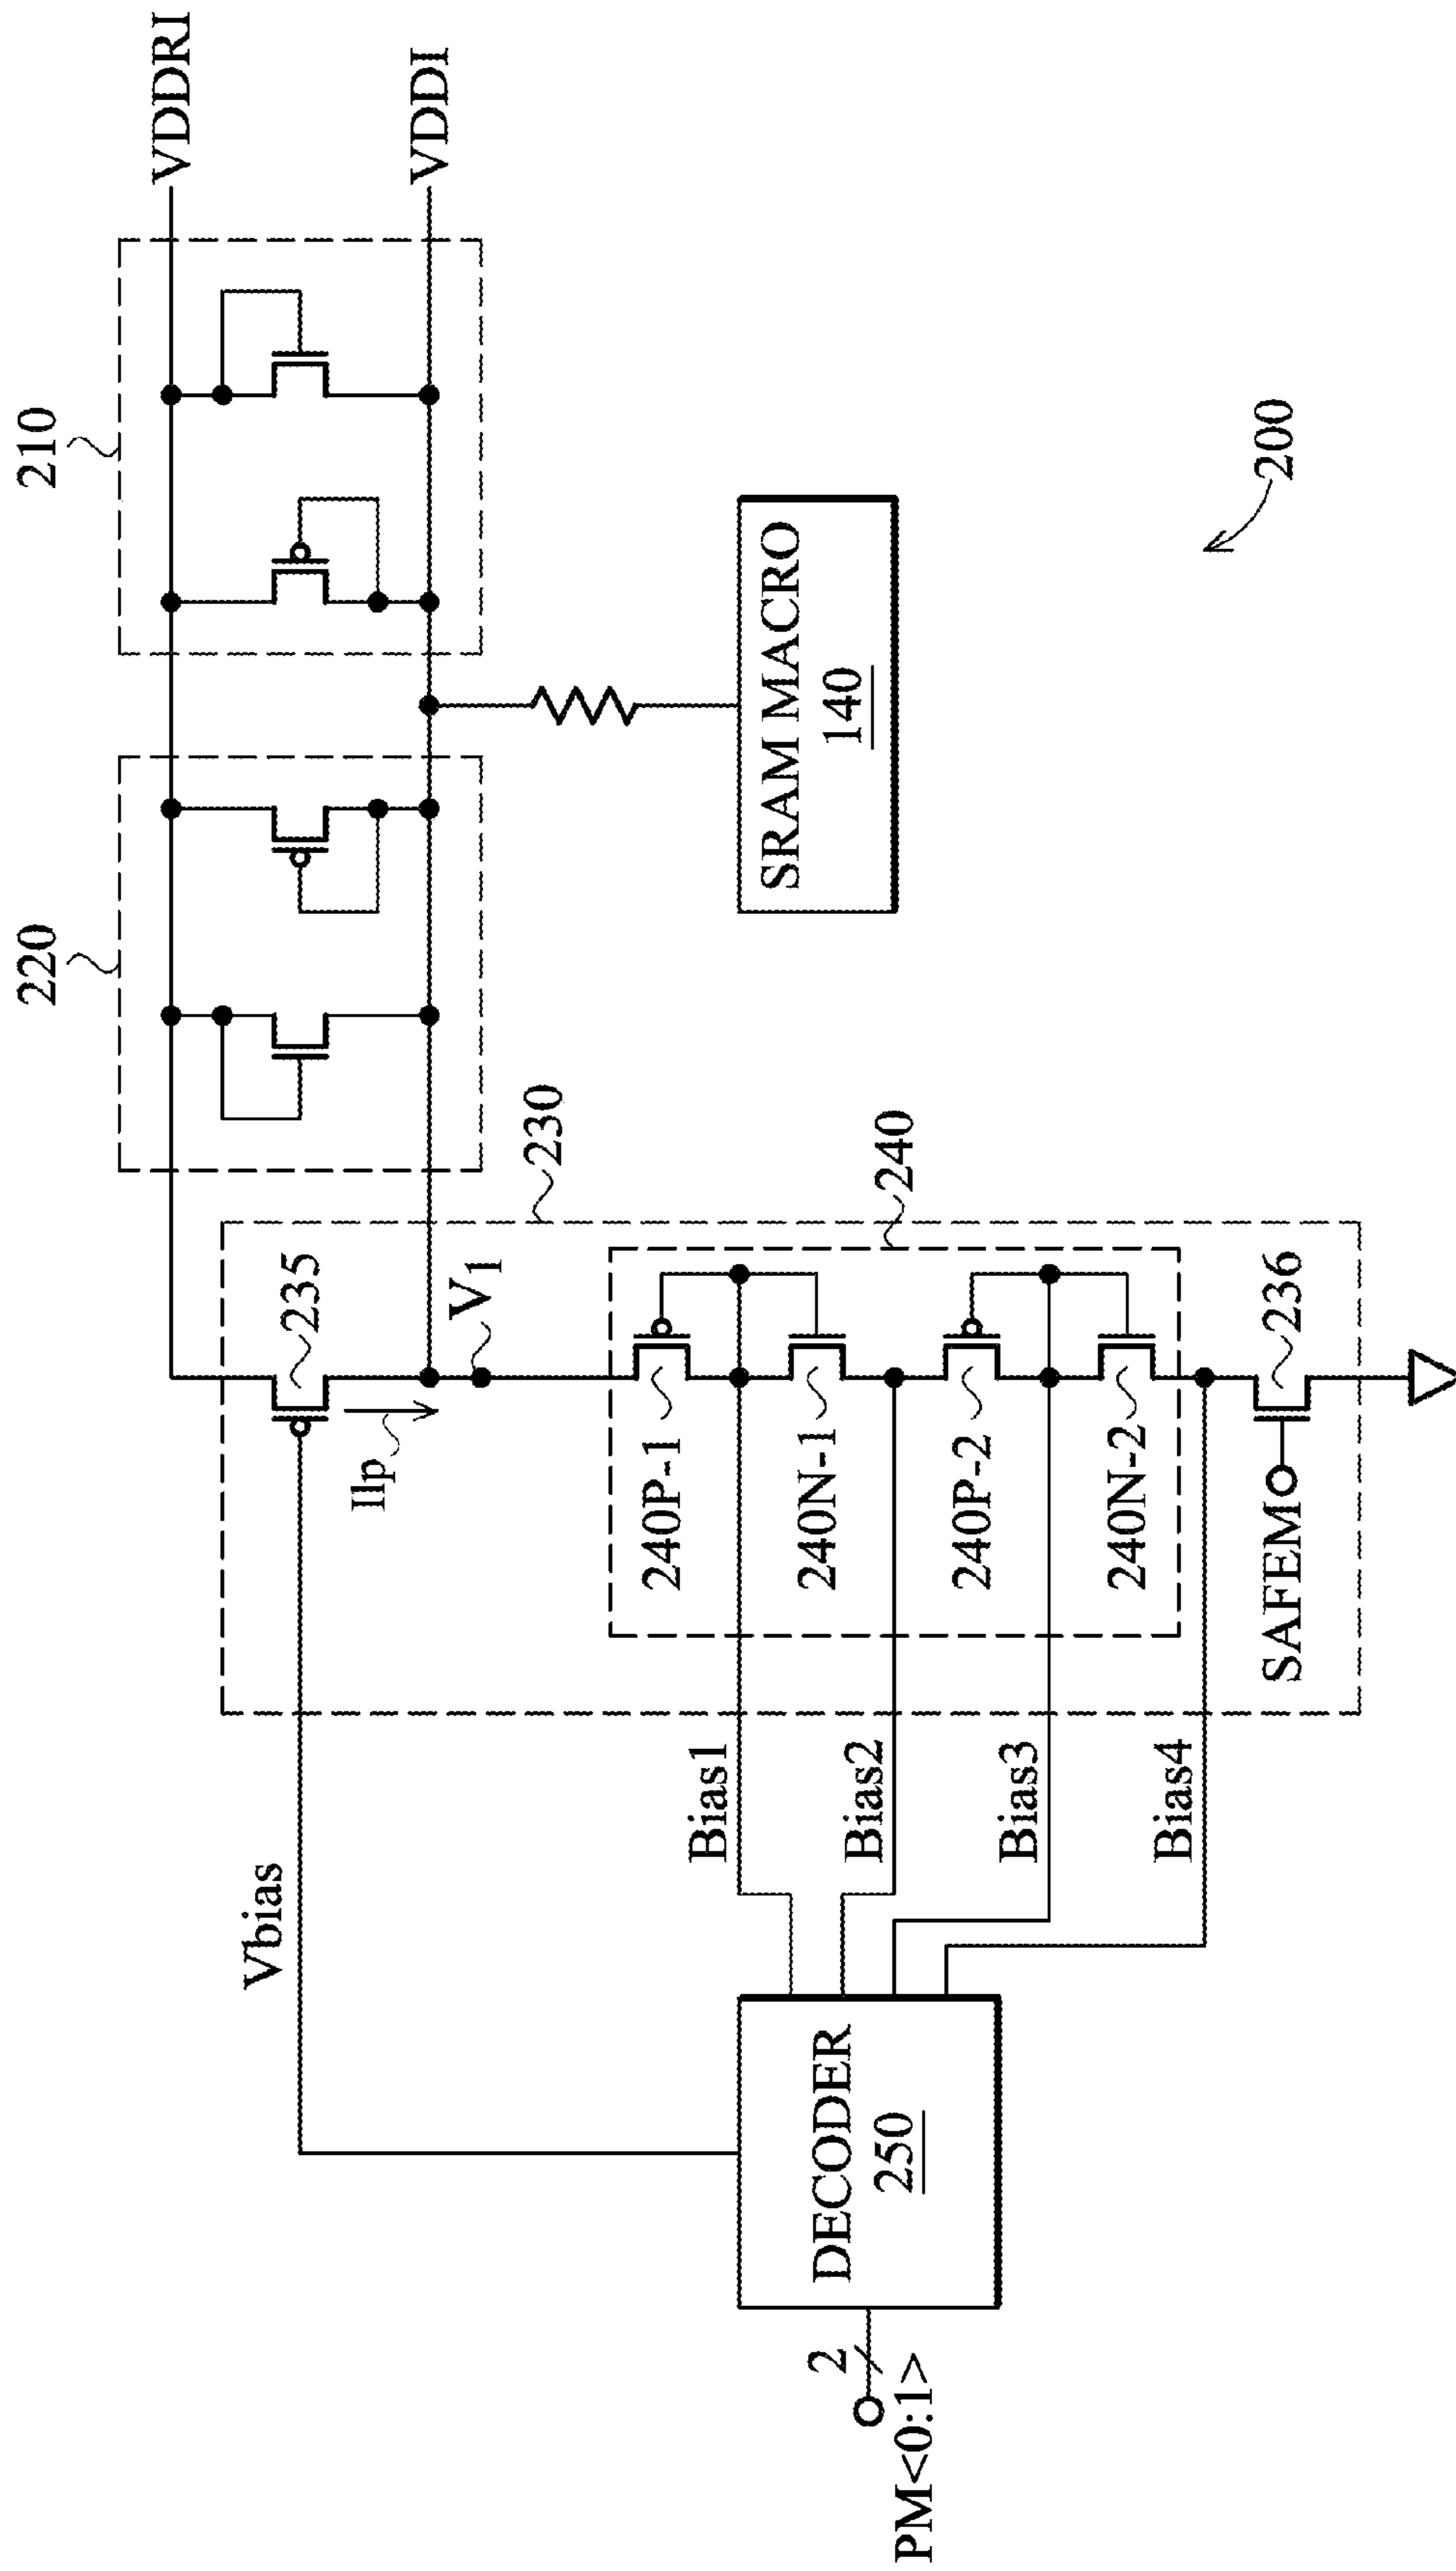 VDDRI
VDDI
210
220
230
235
V1
I1p
Vbias
SRAM MACRO
140
200
240
240P-1
240N-1
240P-2
240N-2
236
SAFEM
Bias1
Bias2
Bias3
Bias4
DECODER
250
2
PM<0:1>